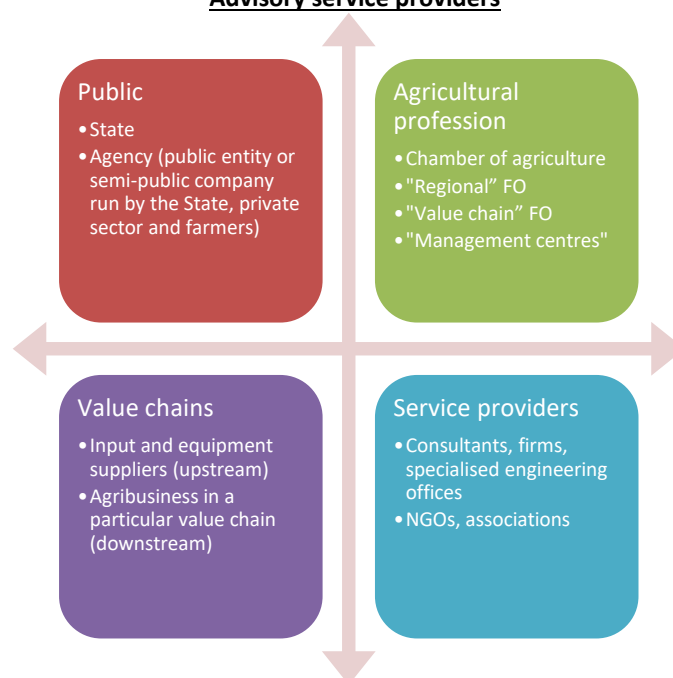 Advisory service providers
Public
•State
•Agency (public entity or
semi-public company
run by the State, private
sector and farmers)
Agricultural
profession
•Chamber of agriculture
•"Regional” FO
•"Value chain” FO
•"Management centres"
Value chains
•Input and equipment
suppliers (upstream)
•Agribusiness in a
particular value chain
(downstream)
Service providers
•Consultants, firms,
specialised engineering
offices
•NGOs, associations